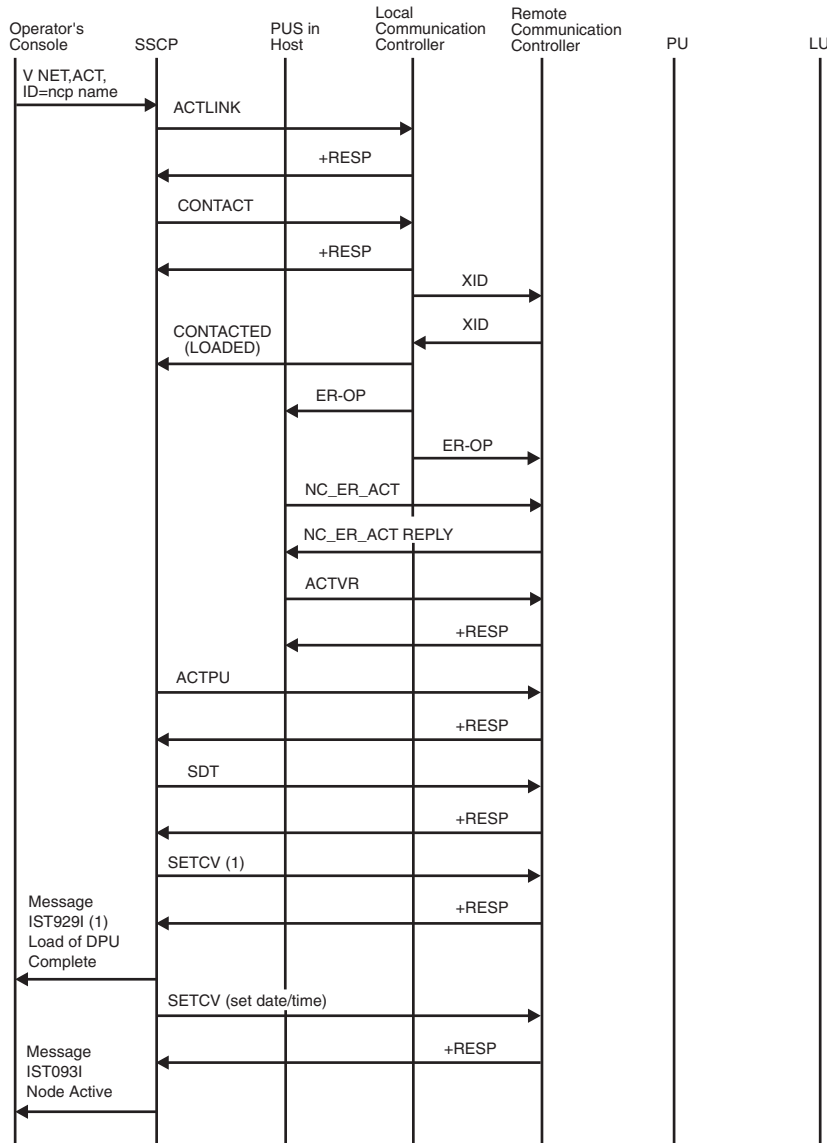 Operator's
Console
SSCP
PUS in
Host
Local
Communication
Controller
Remote
Communication
Controller
PU
LU
V NET,ACT,
ID=ncp name
ACTLINK
+RESP
CONTACT
+RESP
XID
XID
CONTACTED
(LOADED)
ER-OP
ER-OP
NC_ER_ACT
NC_ER_ACT REPLY
ACTVR
+RESP
ACTPU
+RESP
SDT
+RESP
SETCV (1)
+RESP
Message
IST929I (1)
Load of DPU
Complete
SETCV (set date/time)
+RESP
Message
IST093I
Node Active